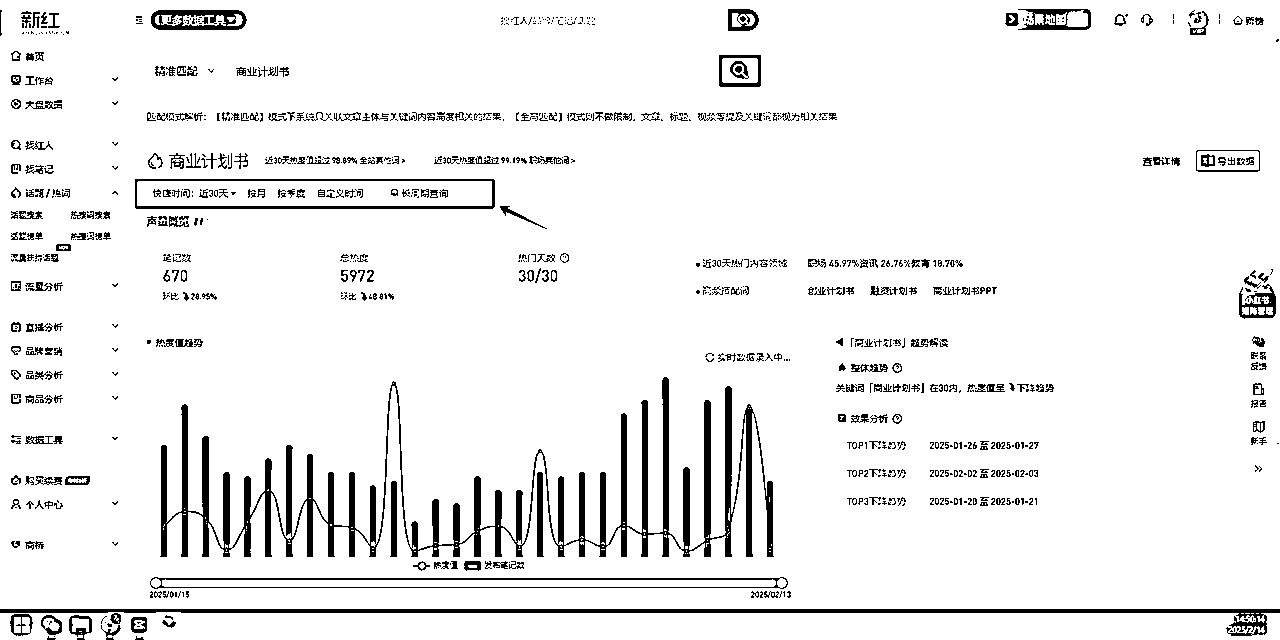 新红
更多数据工具
搜红人/品牌/笔记/话题
新榜
首页
工作台
大盘数据
找红人
找笔记
话题 / 热词
话题搜索 热搜词搜索
话题榜单 热搜词榜单
流量扶持话题
流量分析
直播分析
品牌营销
品类分析
商品分析
数据工具
购买续费
个人中心
商桥
精准匹配 商业计划书
匹配模式解析：【精准匹配】模式下系统只关联文章主体与关键词内容高度相关的结果，【全局匹配】模式则不做限制，文章、标题、视频等提及关键词都视为相关结果
商业计划书 近30天热度值超过 98.89% 全站其他词 > 近30天热度值超过 99.19% 职场其他词 >
查看详情 导出数据
快速时间：近30天 按月 按季度 自定义时间 长周期查询
声量概览
笔记数 总热度 热门天数
670 5972 30/30
环比 28.95% 环比 48.81%
近30天热门内容领域 职场 45.97% 资讯 26.76% 教育 18.70%
高频搭配词 创业计划书 融资计划书 商业计划书PPT
热度值趋势
实时数据录入中...
热度值 发布笔记数
2025/01/15 2025/02/13
「商业计划书」趋势解读
整体趋势
关键词「商业计划书」在30内，热度值呈 下降趋势
效果分析
TOP1下降趋势 2025-01-26 至 2025-01-27
TOP2下降趋势 2025-02-02 至 2025-02-03
TOP3下降趋势 2025-01-20 至 2025-01-21
小红书
联系
反馈
报告
新手
14:50:14
2025/2/14